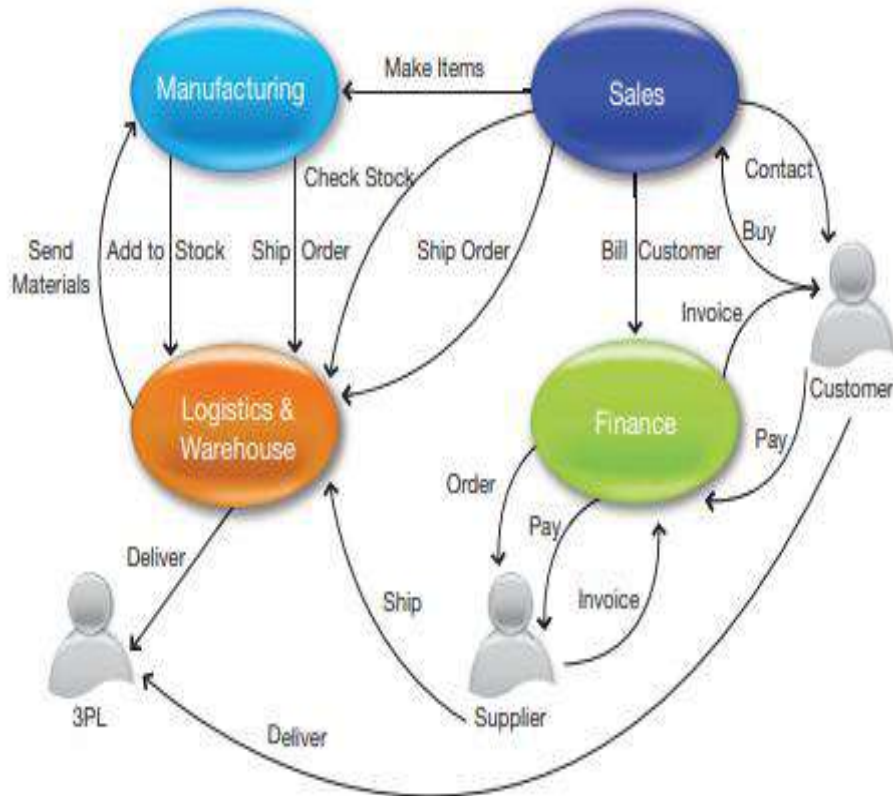 Manufacturing
Make Items
Sales
Contact
Check Stock
Buy
Send
Materials
Add to Stock
Ship Order
Ship Order
Bill Customer
Invoice
Customer
Logistics &
Warehouse
Finance
Pay
Order
Pay
Deliver
Ship
Invoice
3PL
Supplier
Deliver